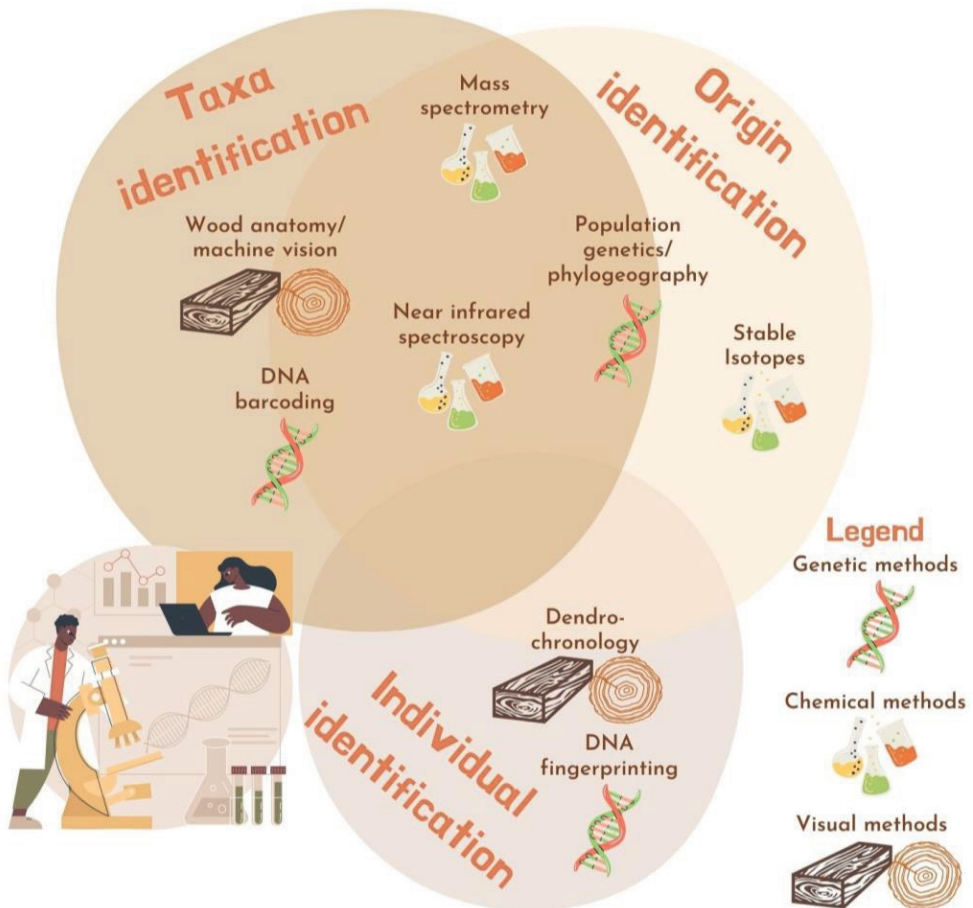 Taxa
identification
Origin
identification
Mass
spectrometry
Wood anatomy/
machine vision
Population
genetics/
phylogeography
Near infrared
spectroscopy
Stable
Isotopes
DNA
barcoding
Dendro-
chronology
DNA
fingerprinting
Individual
identification
Legend
Genetic methods
Chemical methods
Visual methods